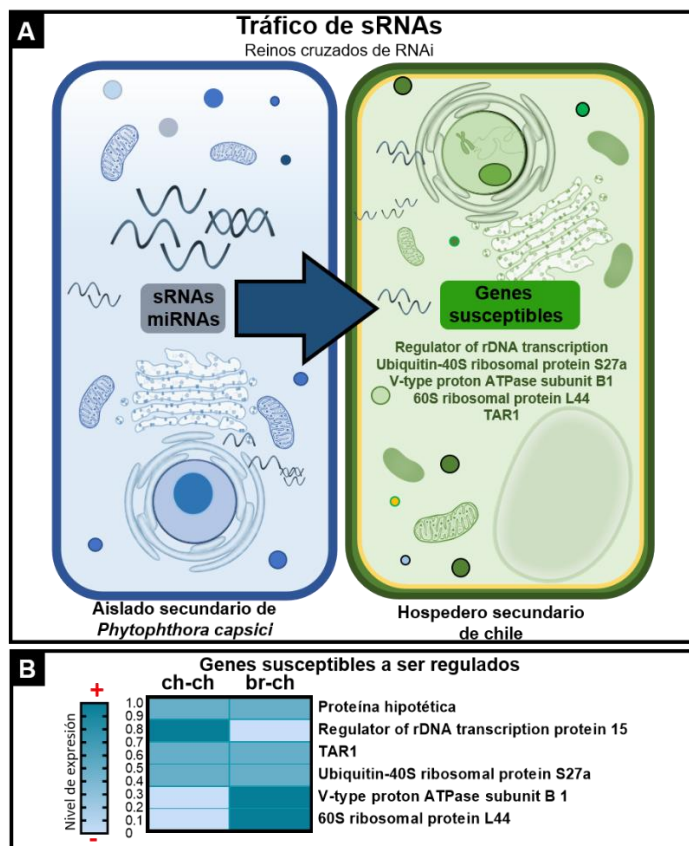 A
Tráfico de sRNAs
Reinos cruzados de RNAi
sRNAs
miRNAs
Genes
susceptibles
Regulator of rDNA transcription
Ubiquitin-40S ribosomal protein S27a
V-type proton ATPase subunit B1
60S ribosomal protein L44
TAR1
Aislado secundario de
Phytophthora capsici
Hospedero secundario
de chile
B
Genes susceptibles a ser regulados
+
ch-ch br-ch
Nivel de expresión
-
1.0
0.9
0.8
0.7
0.6
0.5
0.4
0.3
0.2
0.1
0
Proteína hipotética
Regulator of rDNA transcription protein 15
TAR1
Ubiquitin-40S ribosomal protein S27a
V-type proton ATPase subunit B 1
60S ribosomal protein L44